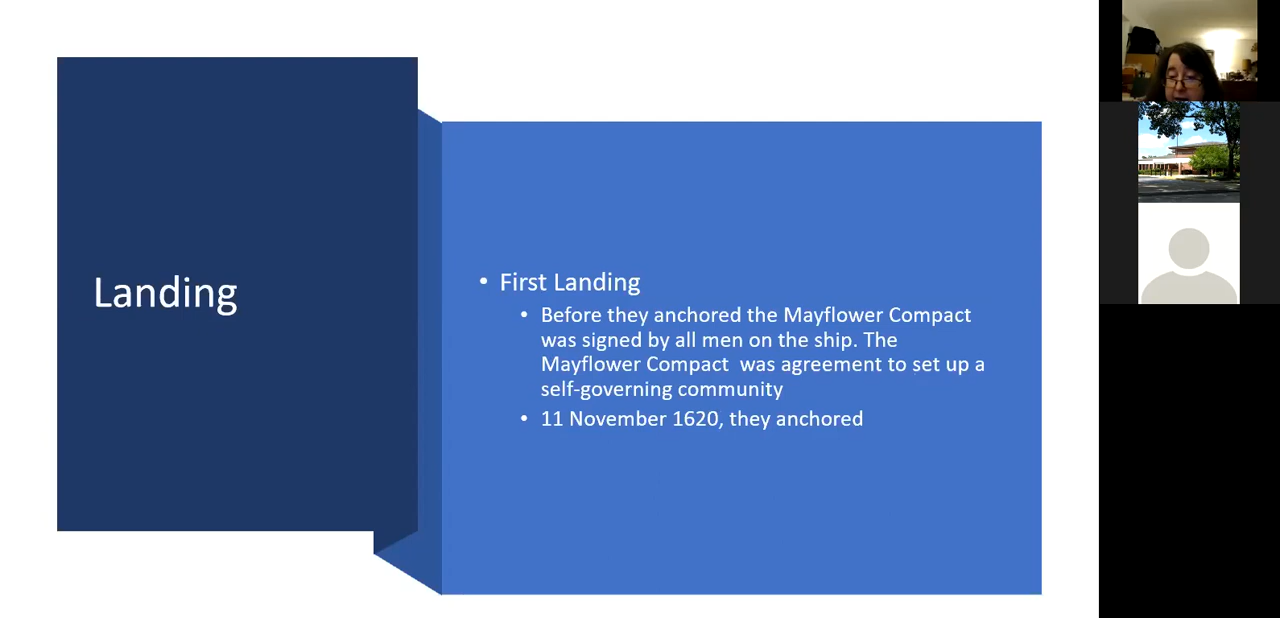 Landing
• First Landing
• Before they anchored the Mayflower Compact
was signed by all men on the ship. The
Mayflower Compact  was agreement to set up a
self-governing community
• 11 November 1620, they anchored